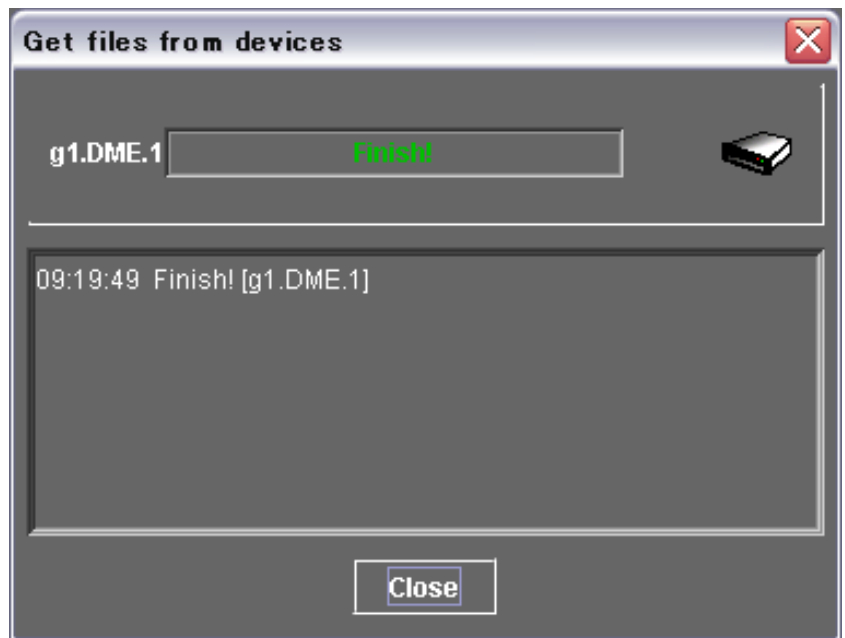 Get files from devices
g1.DME.1 Finish!
09:19:49 Finish! [g1.DME.1]
Close